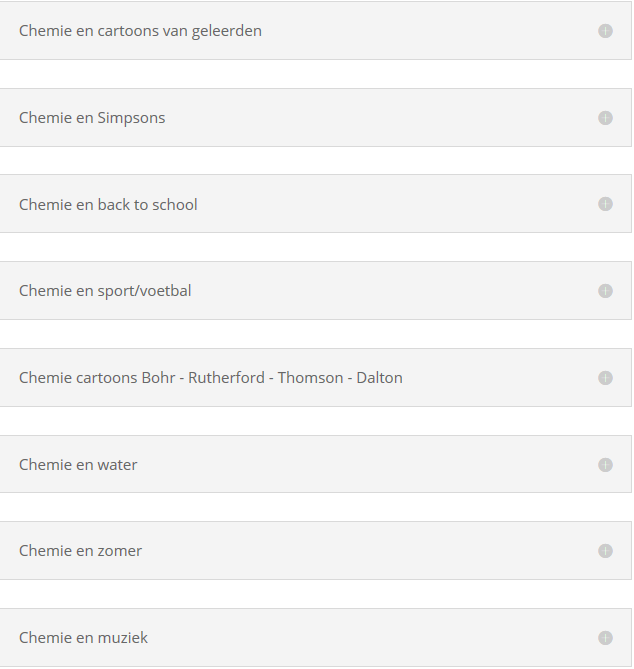 Chemie en cartoons van geleerden
Chemie en Simpsons
Chemie en back to school
Chemie en sport/voetbal
Chemie cartoons Bohr - Rutherford - Thomson - Dalton
Chemie en water
Chemie en zomer
Chemie en muziek